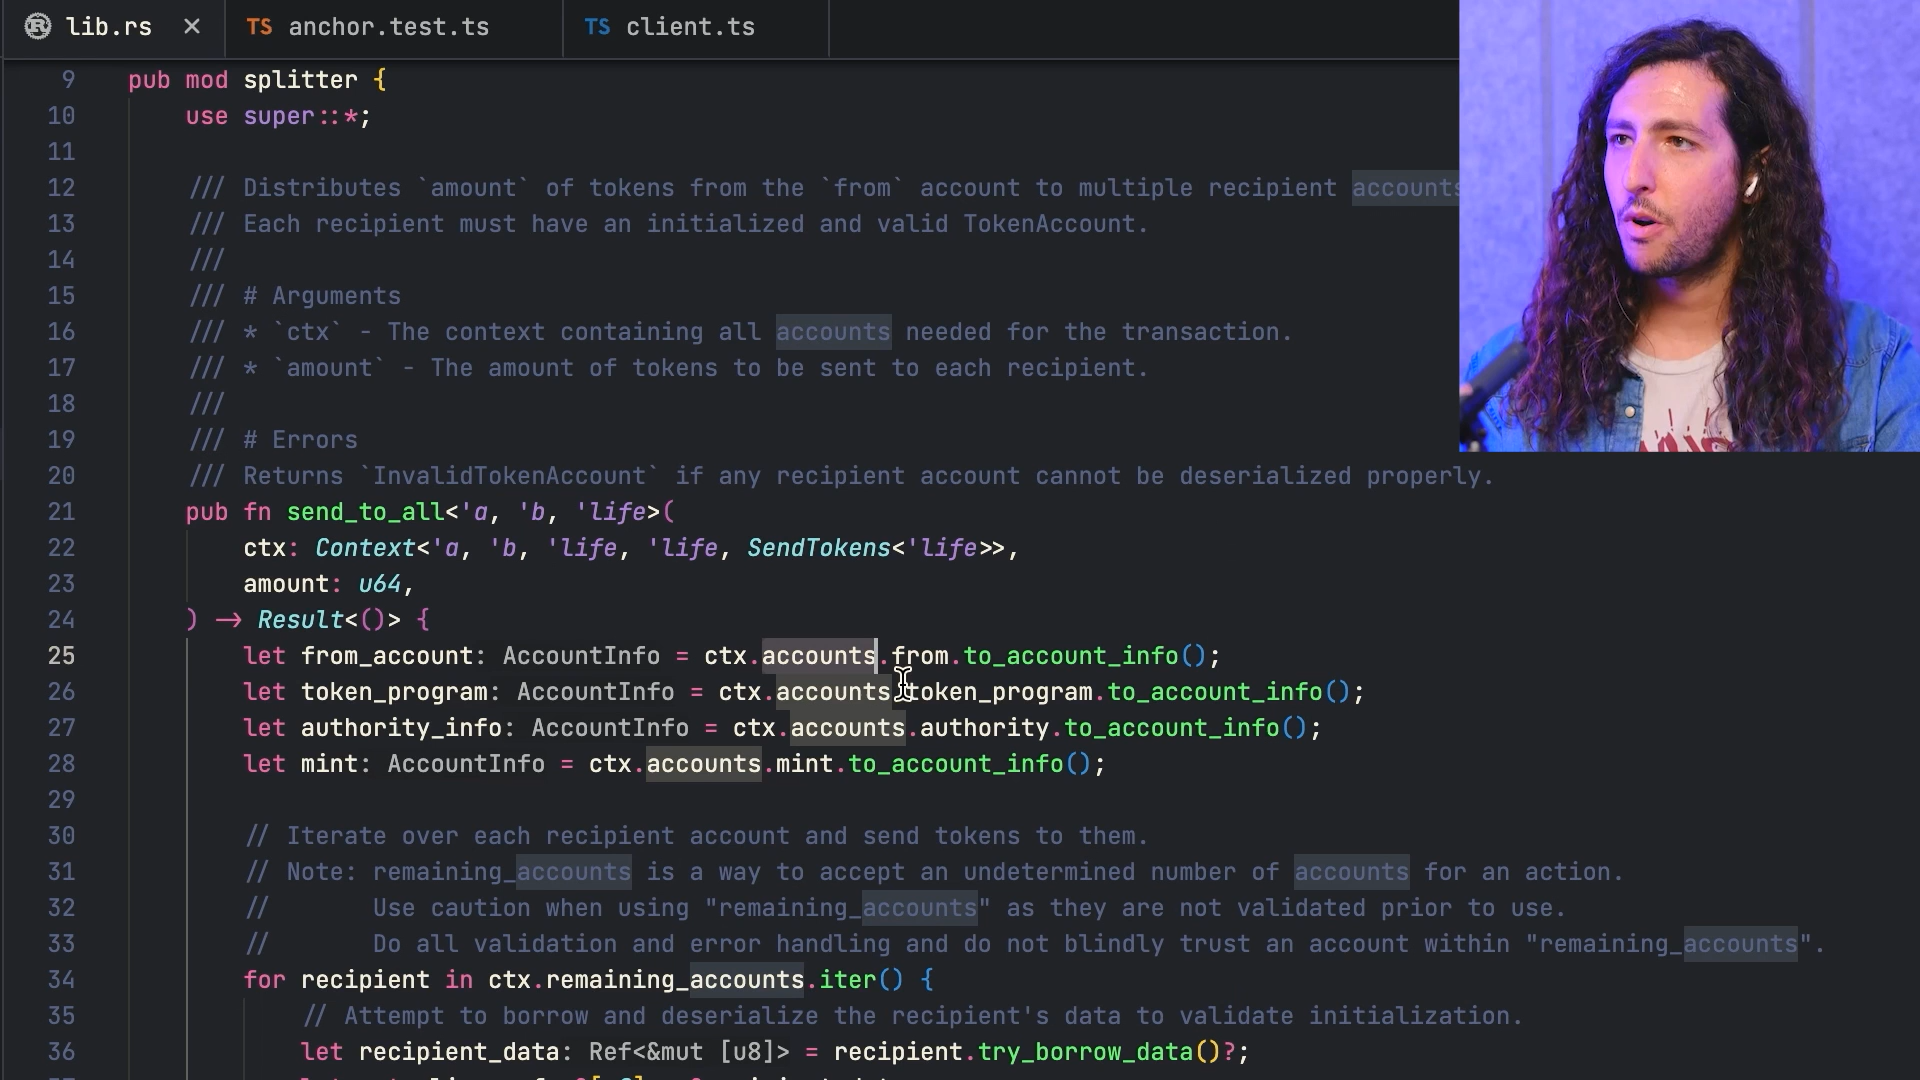 lib.rs
TS anchor.test.ts
TS client.ts
9 pub mod splitter {
10 use super::*;
11
12 /// Distributes `amount` of tokens from the `from` account to multiple recipient accounts
13 /// Each recipient must have an initialized and valid TokenAccount.
14 ///
15 /// # Arguments
16 /// * `ctx` - The context containing all accounts needed for the transaction.
17 /// * `amount` - The amount of tokens to be sent to each recipient.
18 ///
19 /// # Errors
20 /// Returns `InvalidTokenAccount` if any recipient account cannot be deserialized properly.
21 pub fn send_to_all<'a, 'b, 'life>(
22 ctx: Context<'a, 'b, 'life, 'life, SendTokens<'life>>,
23 amount: u64,
24 ) -> Result<()> {
25 let from_account: AccountInfo = ctx.accounts.from.to_account_info();
26 let token_program: AccountInfo = ctx.accounts.token_program.to_account_info();
27 let authority_info: AccountInfo = ctx.accounts.authority.to_account_info();
28 let mint: AccountInfo = ctx.accounts.mint.to_account_info();
29
30 // Iterate over each recipient account and send tokens to them.
31 // Note: remaining_accounts is a way to accept an undetermined number of accounts for an action.
32 // Use caution when using "remaining_accounts" as they are not validated prior to use.
33 // Do all validation and error handling and do not blindly trust an account within "remaining_accounts".
34 for recipient in ctx.remaining_accounts.iter() {
35 // Attempt to borrow and deserialize the recipient's data to validate initialization.
36 let recipient_data: Ref<&mut [u8]> = recipient.try_borrow_data()?;